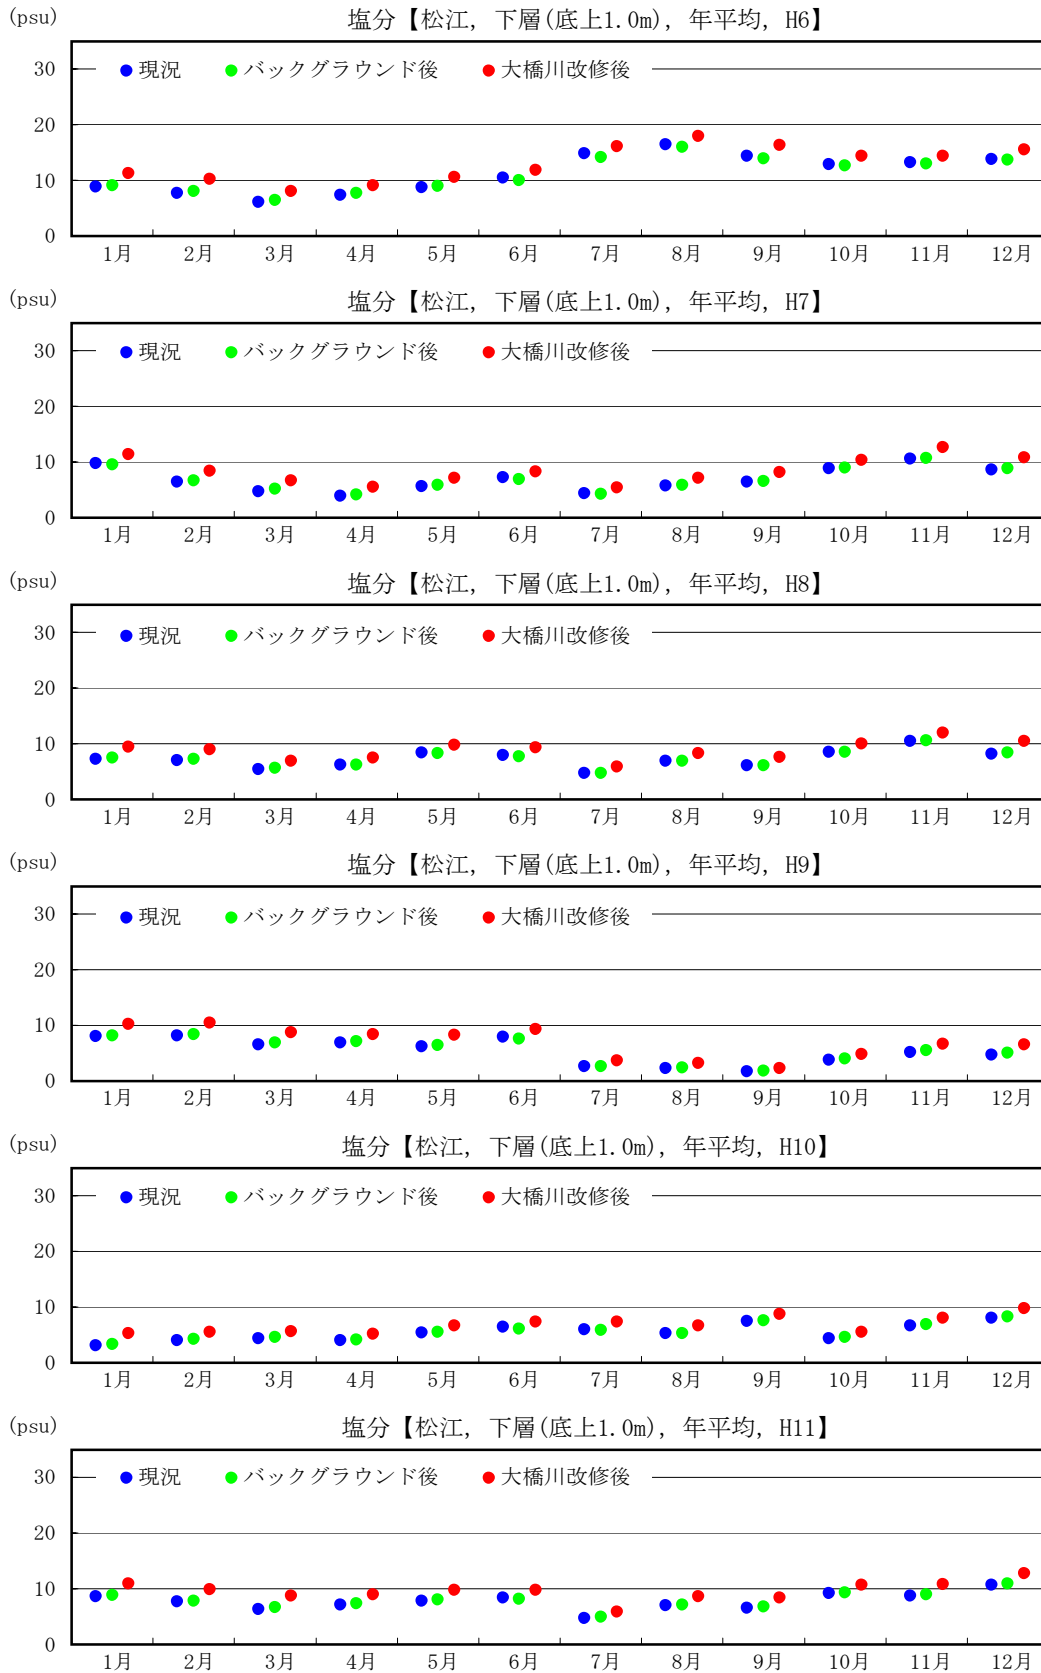 (psu) 塩分【松江, 下層(底上1.0m), 年平均, H6】
30
現況 バックグラウンド後 大橋川改修後
20
10
0
1月 2月 3月 4月 5月 6月 7月 8月 9月 10月 11月 12月
(psu) 塩分【松江, 下層(底上1.0m), 年平均, H7】
30
現況 バックグラウンド後 大橋川改修後
20
10
0
1月 2月 3月 4月 5月 6月 7月 8月 9月 10月 11月 12月
(psu) 塩分【松江, 下層(底上1.0m), 年平均, H8】
30
現況 バックグラウンド後 大橋川改修後
20
10
0
1月 2月 3月 4月 5月 6月 7月 8月 9月 10月 11月 12月
(psu) 塩分【松江, 下層(底上1.0m), 年平均, H9】
30
現況 バックグラウンド後 大橋川改修後
20
10
0
1月 2月 3月 4月 5月 6月 7月 8月 9月 10月 11月 12月
(psu) 塩分【松江, 下層(底上1.0m), 年平均, H10】
30
現況 バックグラウンド後 大橋川改修後
20
10
0
1月 2月 3月 4月 5月 6月 7月 8月 9月 10月 11月 12月
(psu) 塩分【松江, 下層(底上1.0m), 年平均, H11】
30
現況 バックグラウンド後 大橋川改修後
20
10
0
1月 2月 3月 4月 5月 6月 7月 8月 9月 10月 11月 12月